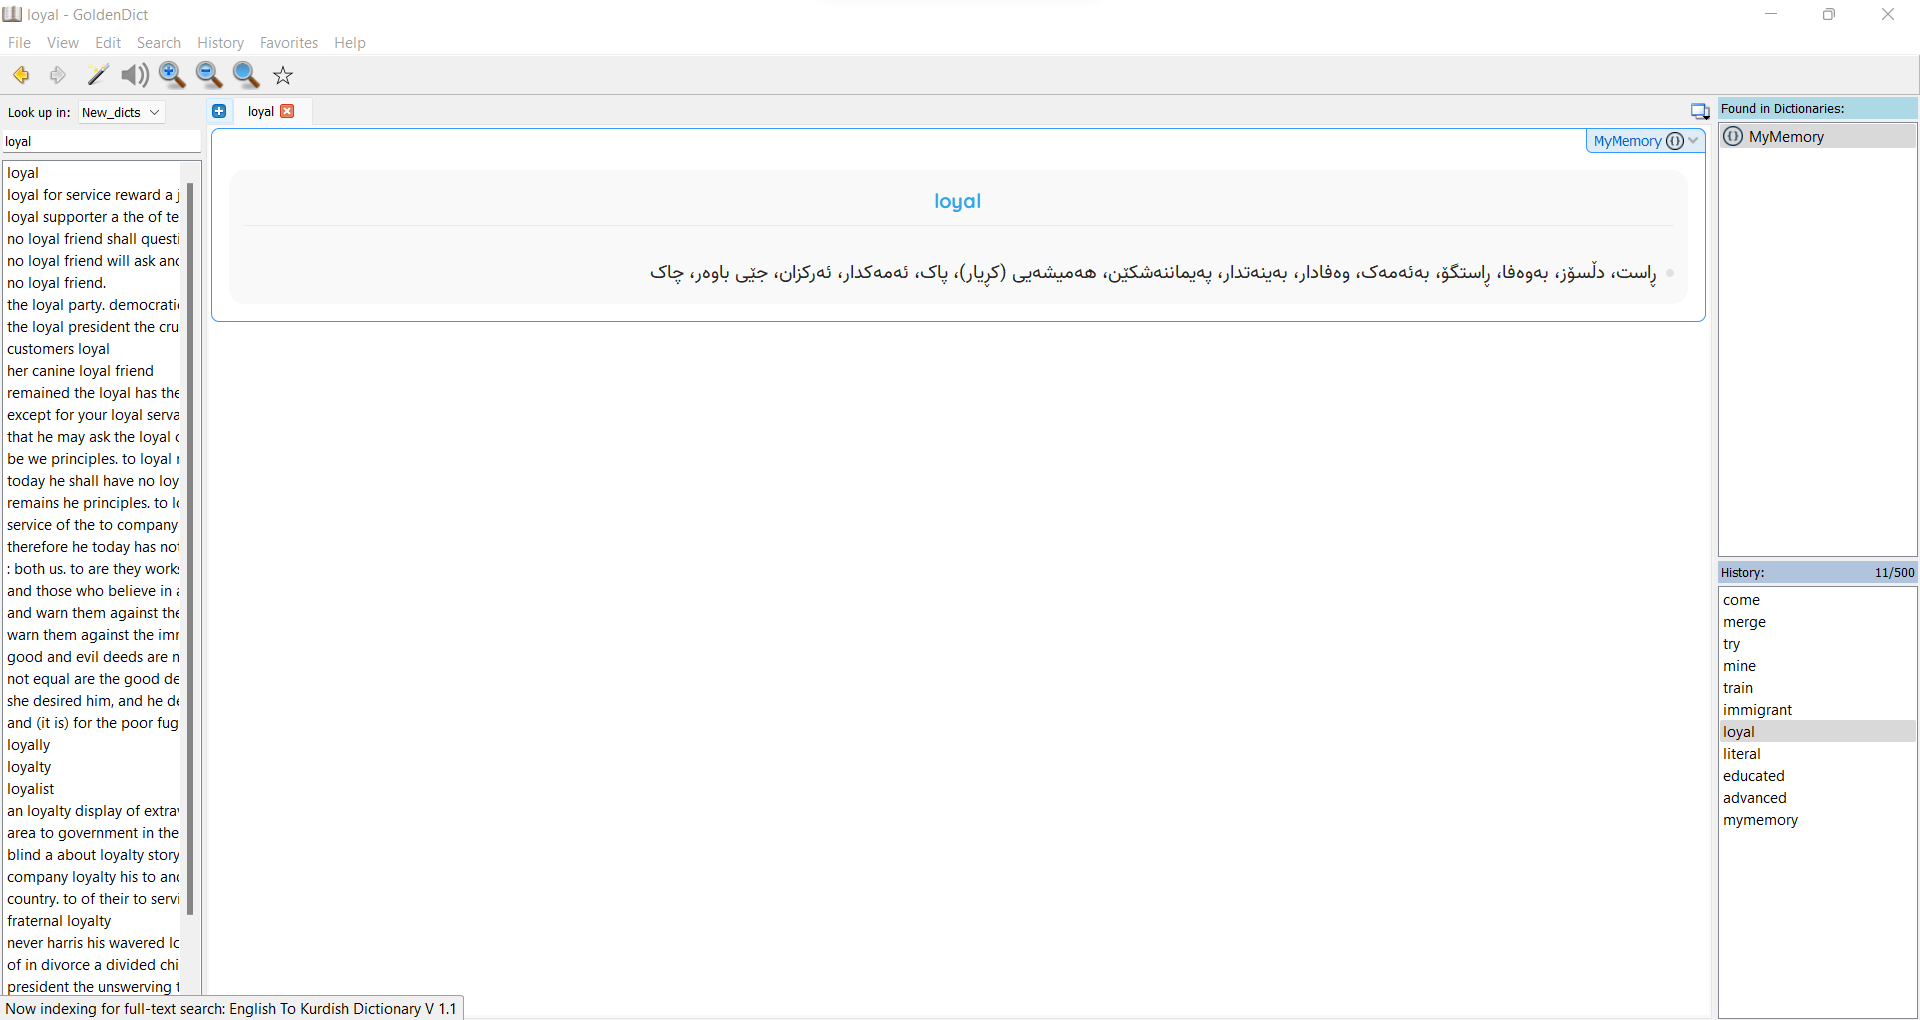 loyal - GoldenDict
File View Edit Search History Favorites Help
Look up in: New_dicts
loyal
loyal
loyal for service reward a
loyal supporter a the of te
no loyal friend shall questi
no loyal friend will ask and
no loyal friend.
the loyal party. democratic
the loyal president the cru
customers loyal
her canine loyal friend
remained the loyal has the
except for your loyal serva
that he may ask the loyal
be we principles. to loyal
today he shall have no loy
remains he principles. to lo
service of the to company
therefore he today has not
: both us. to are they works
and those who believe in
and warn them against the
warn them against the imm
good and evil deeds are n
not equal are the good de
she desired him, and he de
and (it is) for the poor fug
loyally
loyalty
loyalist
an loyalty display of extra
area to government in the
blind a about loyalty story
company loyalty his to and
country. to of their to servi
fraternal loyalty
never harris his wavered lo
of in divorce a divided chi
president the unswerving
Now indexing for full-text search: English To Kurdish Dictionary V 1.1
loyal
MyMemory
loyal
ڕاست، دڵسۆز، بەوەفا، ڕاستگۆ، بەئەمەک، وەفادار، بەینەتدار، پەیماننەشکێن، هەمیشەیی (کڕیار)، پاک، ئەمەکدار، ئەرکزان، جێی باوەر، چاک
Found in Dictionaries:
MyMemory
History: 11/500
come
merge
try
mine
train
immigrant
loyal
literal
educated
advanced
mymemory